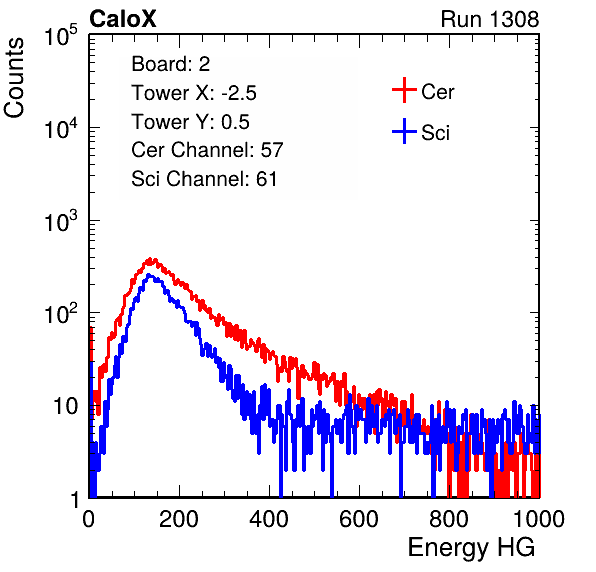 CaloX Run 1308
Counts
Board: 2
Tower X: -2.5
Tower Y: 0.5
Cer Channel: 57
Sci Channel: 61
Cer
Sci
10^5
10^4
10^3
10^2
10
1
0 200 400 600 800 1000
Energy HG